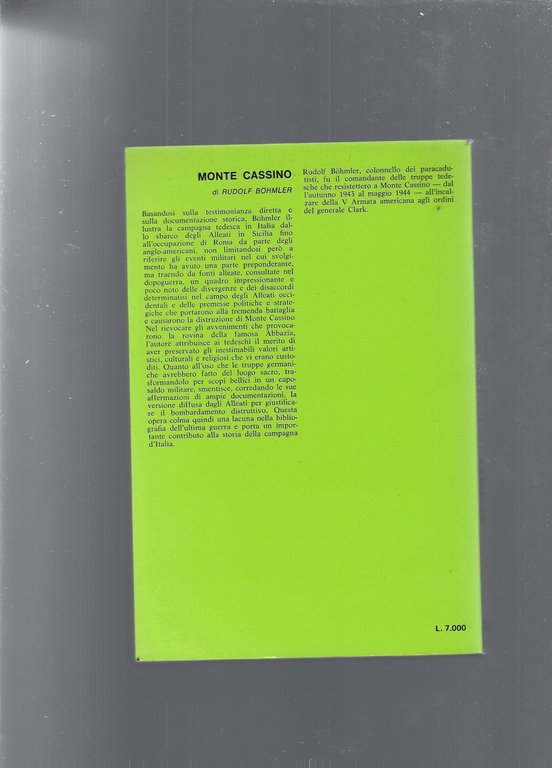 MONTE CASSINO
di RUDOLF BÖHMLER
Basandosi sulla testimonianza diretta e
sulla documentazione storica, Böhmler il-
lustra la campagna tedesca in Italia dal-
lo sbarco degli Alleati in Sicilia fino
all'occupazione di Roma da parte degli
anglo-americani, non limitandosi però a
riferire gli eventi militari nel cui svolgi-
mento ha avuto una parte preponderante,
ma traendo da fonti alleate, consultate nel
dopoguerra, un quadro impressionante e
poco noto delle divergenze e dei disaccordi
determinatisi nel campo degli Alleati occi-
dentali e delle premesse politiche e strate-
giche che portarono alla tremenda battaglia
e causarono la distruzione di Monte Cassino
Nel rievocare gli avvenimenti che provoca-
rono la rovina della famosa Abbazia,
l'autore attribuisce ai tedeschi il merito di
aver preservato gli inestimabili valori arti-
stici, culturali e religiosi che vi erano custo-
diti. Quanto all'uso che le truppe germani-
che avrebbero fatto del luogo sacro, tra-
sformandolo per scopi bellici in un capo-
saldo militare, smentisce, corredando le sue
affermazioni di ampie documentazioni, la
versione diffusa dagli Alleati per giustifica-
re il bombardamento distruttivo. Questa
opera colma quindi una lacuna nella biblio-
grafia dell'ultima guerra e porta un impor-
tante contributo alla storia della campagna
d'Italia.
Rudolf Böhmler, colonnello dei paracadu-
tisti, fu il comandante delle truppe tede-
sche che resistettero a Monte Cassino — dal
l'autunno 1943 al maggio 1944 — all'incal-
zare della V Armata americana agli ordini
del generale Clark.
L. 7.000